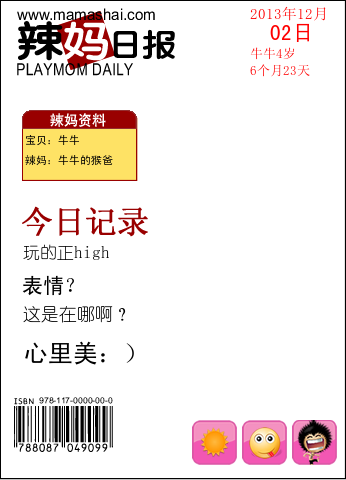 www.mamashai.com
辣妈日报
PLAYMOM DAILY
2013年12月
02日
牛牛4岁
6个月23天
辣妈资料
宝贝：牛牛
辣妈：牛牛的猴爸
今日记录
玩的正high
表情？
这是在哪啊？
心里美：）
ISBN 978-117-0000-00-0
788087 049099